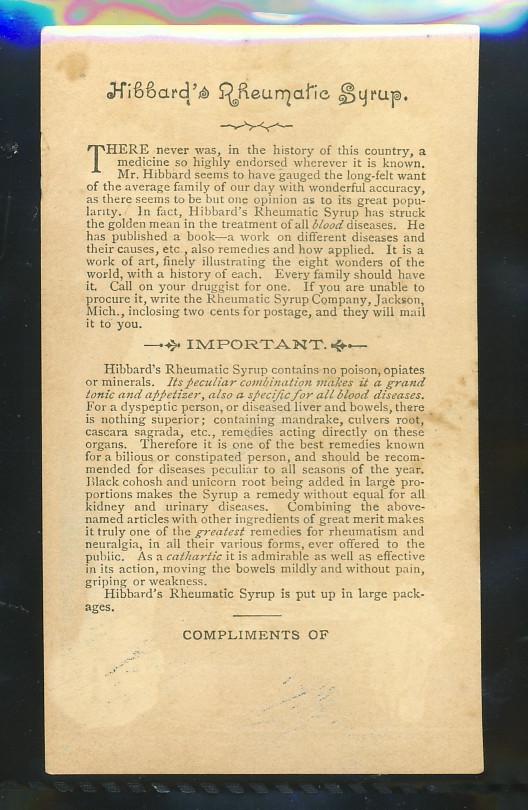 Hibbard's Rheumatic Syrup.
THERE never was, in the history of this country, a
medicine so highly endorsed wherever it is known.
Mr. Hibbard seems to have gauged the long-felt want
of the average family of our day with wonderful accuracy,
as there seems to be but one opinion as to its great popu-
larity. In fact, Hibbard's Rheumatic Syrup has struck
the golden mean in the treatment of all blood diseases. He
has published a book—a work on different diseases and
their causes, etc., also remedies and how applied. It is a
work of art, finely illustrating the eight wonders of the
world, with a history of each. Every family should have
it. Call on your druggist for one. If you are unable to
procure it, write the Rheumatic Syrup Company, Jackson,
Mich., inclosing two cents for postage, and they will mail
it to you.
IMPORTANT.
Hibbard's Rheumatic Syrup contains no poison, opiates
or minerals. Its peculiar combination makes it a grand
tonic and appetizer, also a specific for all blood diseases.
For a dyspeptic person, or diseased liver and bowels, there
is nothing superior; containing mandrake, culvers root,
cascara sagrada, etc., remedies acting directly on these
organs. Therefore it is one of the best remedies known
for a bilious or constipated person, and should be recom-
mended for diseases peculiar to all seasons of the year.
Black cohosh and unicorn root being added in large pro-
portions makes the Syrup a remedy without equal for all
kidney and urinary diseases. Combining the above-
named articles with other ingredients of great merit makes
it truly one of the greatest remedies for rheumatism and
neuralgia, in all their various forms, ever offered to the
public. As a cathartic it is admirable as well as effective
in its action, moving the bowels mildly and without pain,
griping or weakness.
Hibbard's Rheumatic Syrup is put up in large pack-
ages.
COMPLIMENTS OF